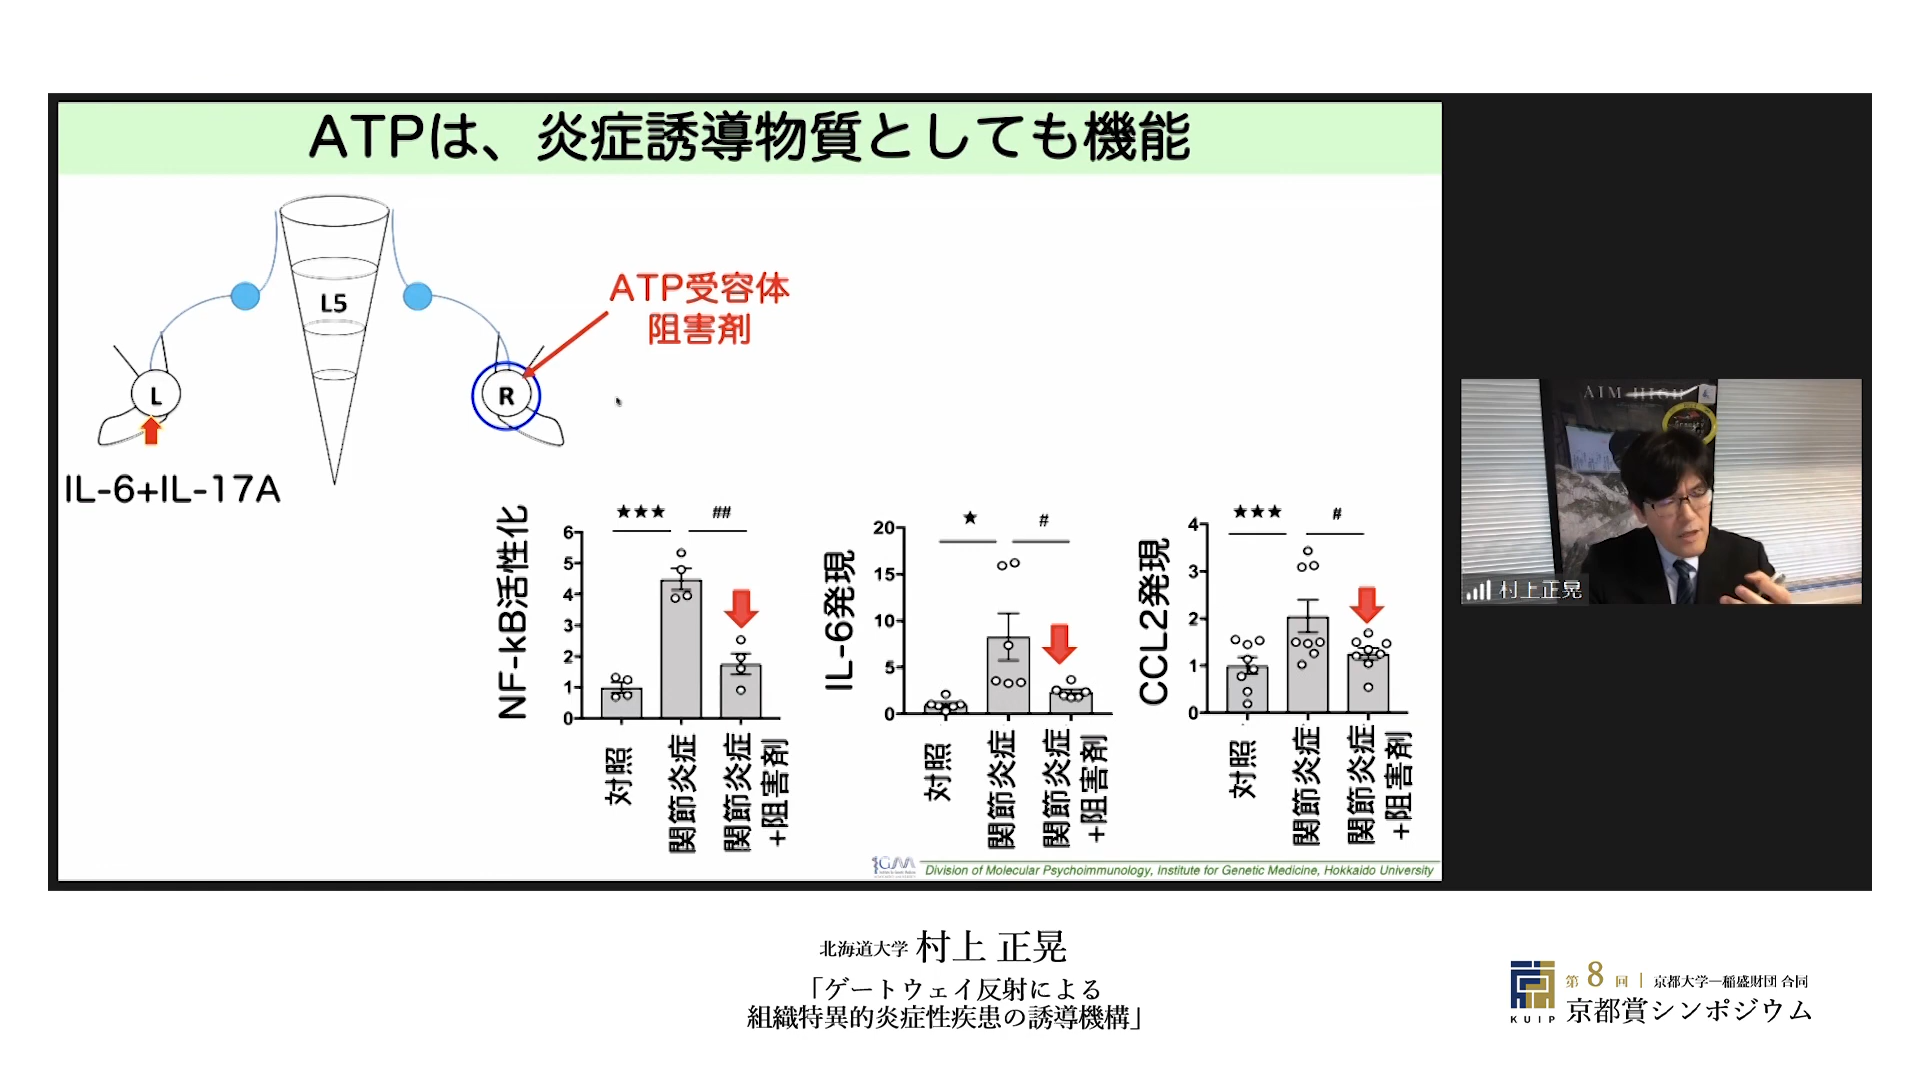 ATPは、炎症誘導物質としても機能
L5
ATP受容体
阻害剤
L
R
IL-6+IL-17A
NF-kB活性化
6
5
4
3
2
1
0
★★★
##
対照
関節炎症
関節炎症
+阻害剤
IL-6発現
20
15
10
5
0
★
#
対照
関節炎症
関節炎症
+阻害剤
CCL2発現
4
3
2
1
0
★★★
#
対照
関節炎症
関節炎症
+阻害剤
IGM
Division of Molecular Psychoimmunology, Institute for Genetic Medicine, Hokkaido University
AIM HIGH
村上正晃
北海道大学 村上 正晃
「ゲートウェイ反射による
組織特異的炎症性疾患の誘導機構」
KUIP
第8回 | 京都大学—稲盛財団 合同
京都賞シンポジウム